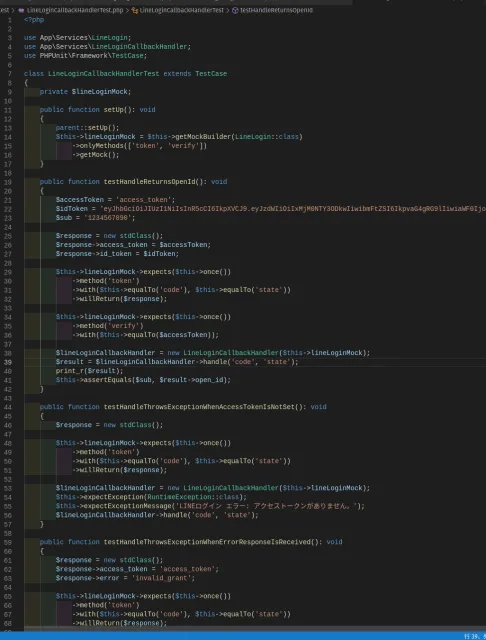 test > LineLoginCallbackHandlerTest.php > LineLoginCallbackHandlerTest > testHandleReturnsOpenId
1 <?php
2
3 use App\Services\LineLogin;
4 use App\Services\LineLoginCallbackHandler;
5 use PHPUnit\Framework\TestCase;
6
7 class LineLoginCallbackHandlerTest extends TestCase
8 {
9 private $lineLoginMock;
10
11 public function setUp(): void
12 {
13 parent::setUp();
14 $this->lineLoginMock = $this->getMockBuilder(LineLogin::class)
15 ->onlyMethods(['token', 'verify'])
16 ->getMock();
17 }
18
19 public function testHandleReturnsOpenId(): void
20 {
21 $accessToken = 'access_token';
22 $idToken =
23 $sub = '1234567890';
24
25 $response = new stdClass();
26 $response->access_token = $accessToken;
27 $response->id_token = $idToken;
28
29 $this->lineLoginMock->expects($this->once())
30 ->method('token')
31 ->with($this->equalTo('code'), $this->equalTo('state'))
32 ->willReturn($response);
33
34 $this->lineLoginMock->expects($this->once())
35 ->method('verify')
36 ->with($this->equalTo($accessToken));
37
38 $lineLoginCallbackHandler = new LineLoginCallbackHandler($this->lineLoginMock);
39 $result = $lineLoginCallbackHandler->handle('code', 'state');
40 print_r($result);
41 $this->assertEquals($sub, $result->open_id);
42 }
43
44 public function testHandleThrowsExceptionWhenAccessTokenIsNotSet(): void
45 {
46 $response = new stdClass();
47
48 $this->lineLoginMock->expects($this->once())
49 ->method('token')
50 ->with($this->equalTo('code'), $this->equalTo('state'))
51 ->willReturn($response);
52
53 $lineLoginCallbackHandler = new LineLoginCallbackHandler($this->lineLoginMock);
54 $this->expectException(RuntimeException::class);
55 $this->expectExceptionMessage('LINEログイン エラー: アクセストークンがありません。');
56 $lineLoginCallbackHandler->handle('code', 'state');
57 }
58
59 public function testHandleThrowsExceptionWhenErrorResponseIsReceived(): void
60 {
61 $response = new stdClass();
62 $response->access_token = 'access_token';
63 $response->error = 'invalid_grant';
64
65 $this->lineLoginMock->expects($this->once())
66 ->method('token')
67 ->with($this->equalTo('code'), $this->equalTo('state'))
68 ->willReturn($response);
行 39、